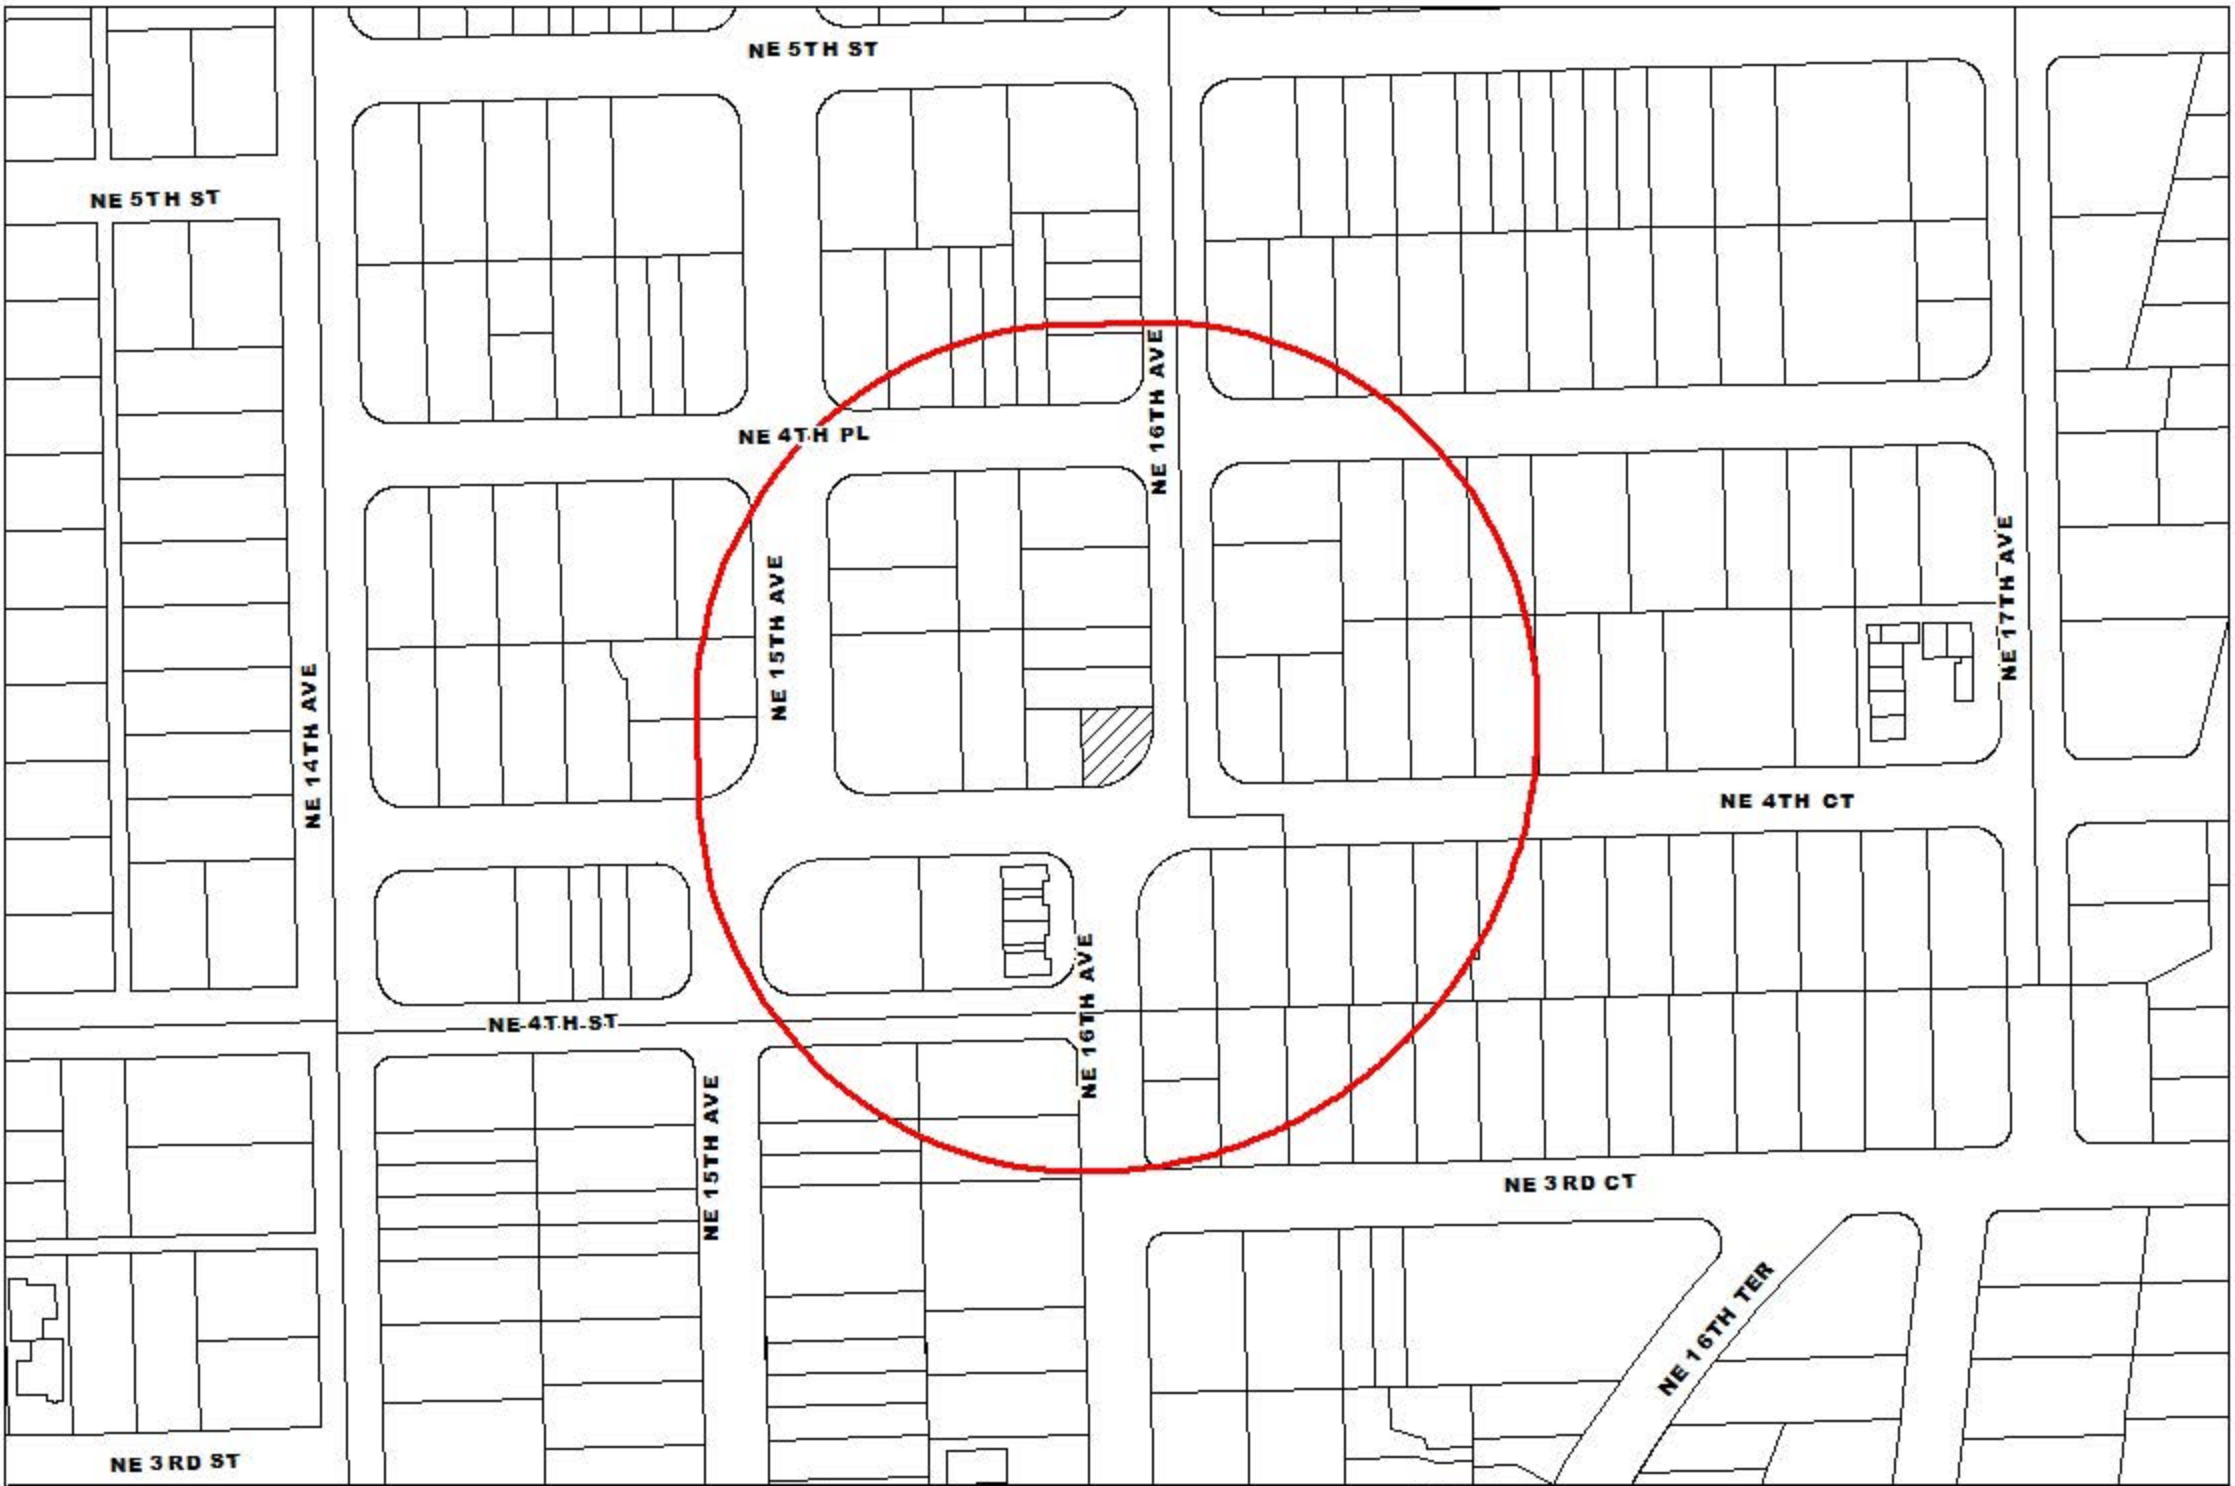 NE 5TH ST
NE 5TH ST
NE 4TH PL
NE 16TH AVE
NE 15TH AVE
NE 17TH AVE
NE 14TH AVE
NE 4TH CT
NE 16TH AVE
NE 4TH ST
NE 15TH AVE
NE 3RD CT
NE 16TH TER
NE 3RD ST